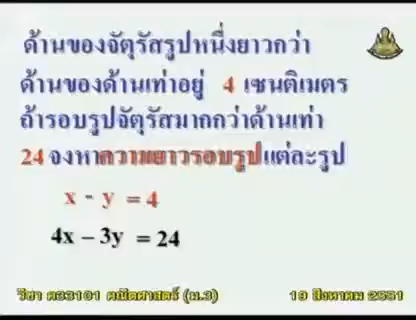 ด้านของจัตุรัสรูปหนึ่งยาวกว่า
ด้านของด้านเท่าอยู่ 4 เซนติเมตร
ถ้ารอบรูปจัตุรัสมากกว่าด้านเท่า
24 จงหาความยาวรอบรูปแต่ละรูป
x - y = 4
4x – 3y = 24
วิชา ค33101 คณิตศาสตร์ (ม.3) 19 สิงหาคม 2551